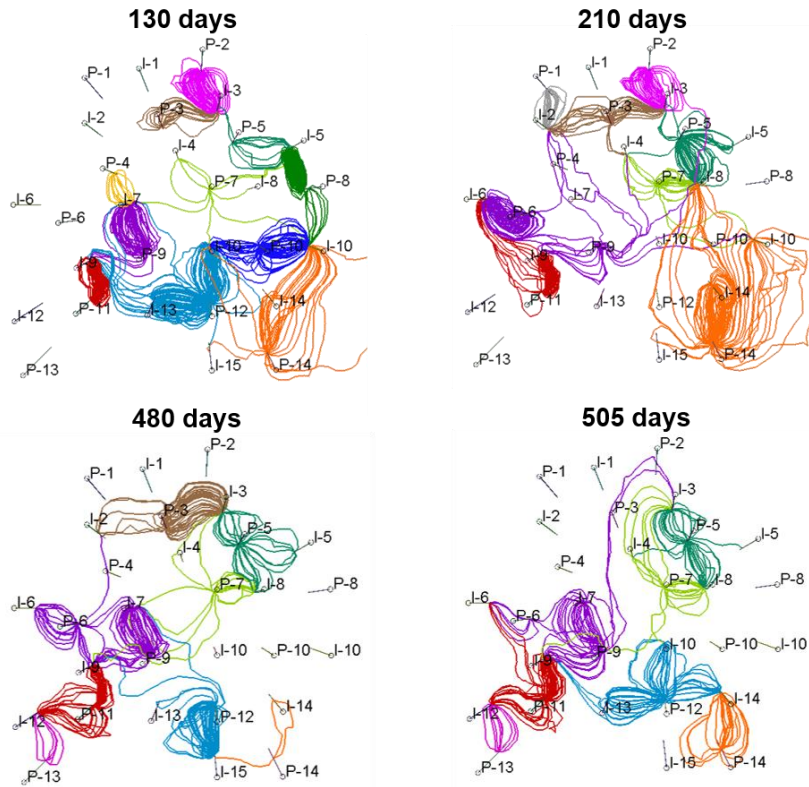 130 days
210 days
P-2
P-1
I-1
I-3
I-2
P-3
P-5
I-5
I-4
P-4
P-7
I-8
P-8
I-6
I-7
P-6
P-9
I-10
P-10
I-10
I-9
I-14
I-12
P-11
I-13
P-12
I-15
P-14
P-13
P-2
P-1
I-1
I-3
I-2
P-3
P-5
I-5
I-4
P-4
P-7
I-8
P-8
I-6
I-7
P-6
P-9
I-10
P-10
I-10
I-9
I-14
I-12
P-11
I-13
P-12
I-15
P-14
P-13
480 days
505 days
P-2
P-1
I-1
I-3
I-2
P-3
P-5
I-5
I-4
P-4
P-7
I-8
P-8
I-6
I-7
P-6
P-9
I-10
P-10
I-10
I-9
I-14
I-12
P-11
I-13
P-12
I-15
P-14
P-13
P-2
P-1
I-1
I-3
I-2
P-3
P-5
I-5
I-4
P-4
P-7
I-8
P-8
I-6
I-7
P-6
P-9
I-10
P-10
I-10
I-9
I-14
I-12
P-11
I-13
P-12
I-15
P-14
P-13